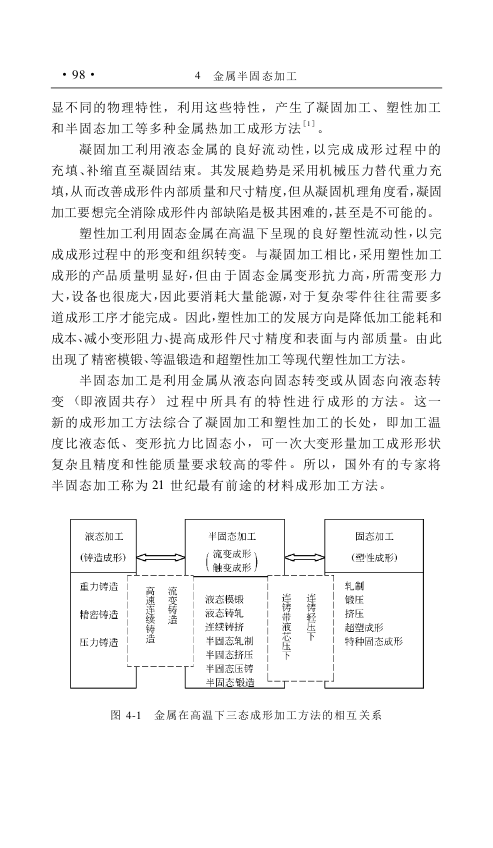 ·98·
4 金属半固态加工
显不同的物理特性，利用这些特性，产生了凝固加工、塑性加工
和半固态加工等多种金属热加工成形方法[1]。
凝固加工利用液态金属的良好流动性,以完成成形过程中的
充填、补缩直至凝固结束。其发展趋势是采用机械压力替代重力充
填,从而改善成形件内部质量和尺寸精度,但从凝固机理角度看,凝固
加工要想完全消除成形件内部缺陷是极其困难的,甚至是不可能的。
塑性加工利用固态金属在高温下呈现的良好塑性流动性,以完
成成形过程中的形变和组织转变。与凝固加工相比,采用塑性加工
成形的产品质量明显好,但由于固态金属变形抗力高,所需变形力
大,设备也很庞大,因此要消耗大量能源,对于复杂零件往往需要多
道成形工序才能完成。因此,塑性加工的发展方向是降低加工能耗和
成本、减小变形阻力、提高成形件尺寸精度和表面与内部质量。由此
出现了精密模锻、等温锻造和超塑性加工等现代塑性加工方法。
半固态加工是利用金属从液态向固态转变或从固态向液态转
变（即液固共存）过程中所具有的特性进行成形的方法。这一
新的成形加工方法综合了凝固加工和塑性加工的长处，即加工温
度比液态低、变形抗力比固态小，可一次大变形量加工成形形状
复杂且精度和性能质量要求较高的零件。所以，国外有的专家将
半固态加工称为 21 世纪最有前途的材料成形加工方法。
液态加工
(铸造成形)
半固态加工
(流变成形
触变成形)
固态加工
(塑性成形)
重力铸造
精密铸造
压力铸造
高速连续铸造
流变铸造
液态模锻
液态铸轧
连续铸挤
半固态轧制
半固态挤压
半固态压铸
半固态锻造
连铸带液芯压下
连铸轻压下
轧制
锻压
挤压
超塑成形
特种固态成形
图 4-1 金属在高温下三态成形加工方法的相互关系